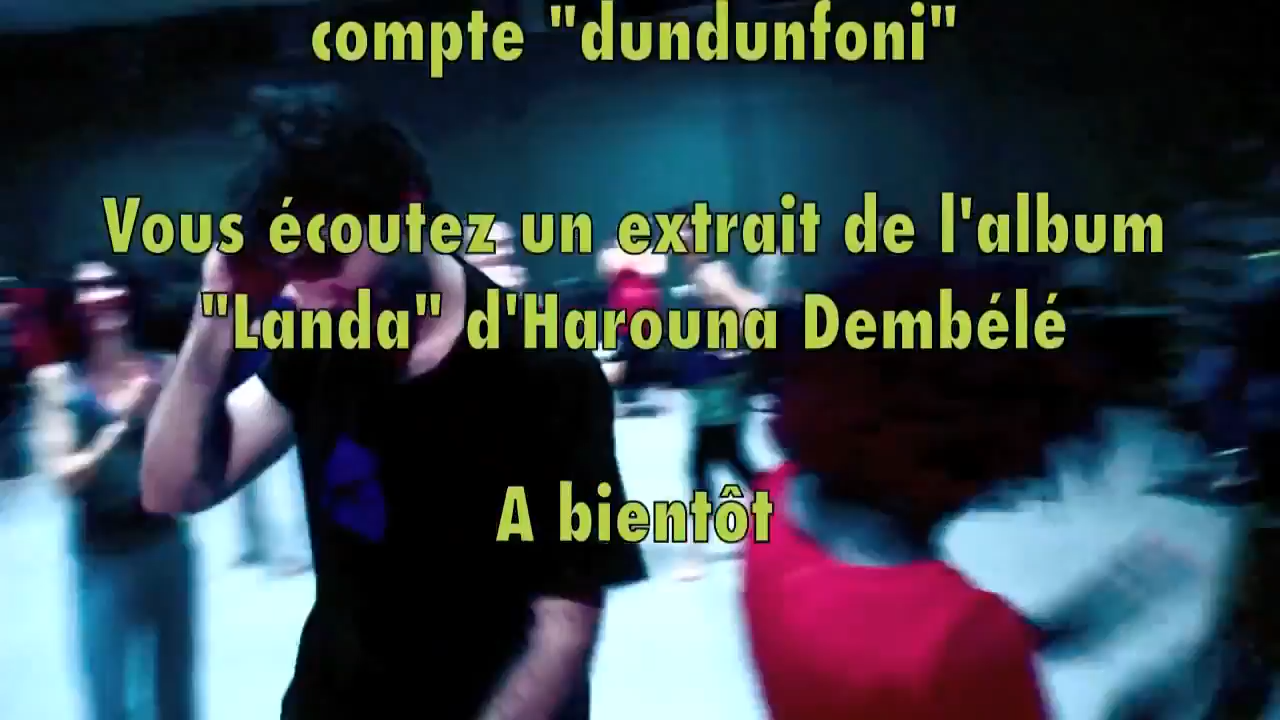 compte "dundunfoni"
Vous écoutez un extrait de l'album
"Landa" d'Harouna Dembélé
A bientôt